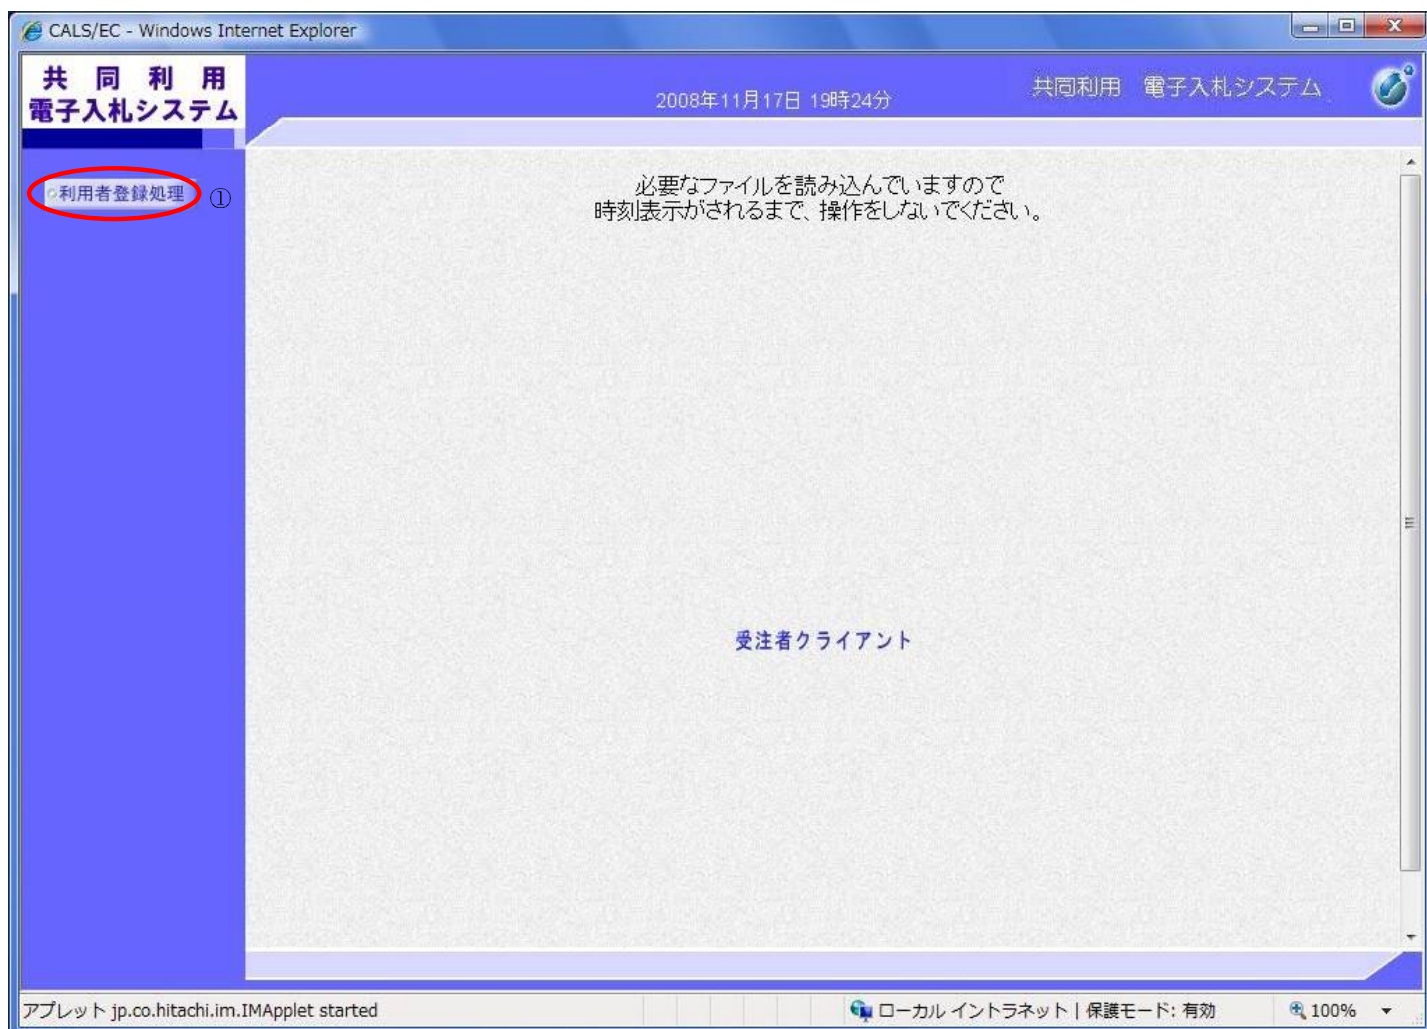 CALS/EC - Windows Internet Explorer
共同利用
電子入札システム
2008年11月17日 19時24分
共同利用 電子入札システム
利用者登録処理 ①
必要なファイルを読み込んでいますので
時刻表示がされるまで、操作をしないでください。
受注者クライアント
アプレット jp.co.hitachi.im.IMApplet started
ローカル イントラネット | 保護モード: 有効
100%